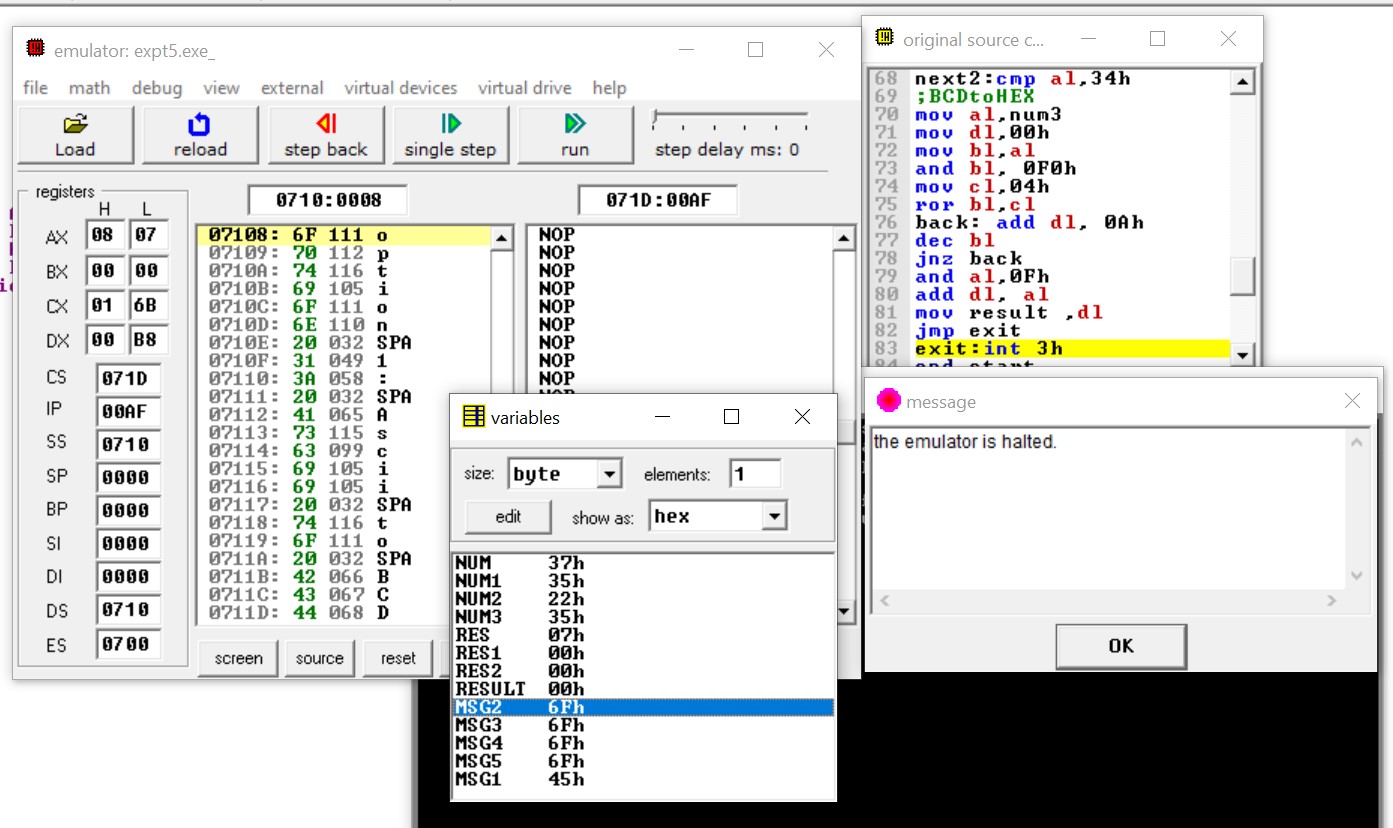 emulator: expt5.exe_
file math debug view external virtual devices virtual drive help
Load reload step back single step run step delay ms: 0
registers
H L
AX 08 07
BX 00 00
CX 01 6B
DX 00 B8
CS 071D
IP 00AF
SS 0710
SP 0000
BP 0000
SI 0000
DI 0000
DS 0710
ES 0700
0710:0008
07108: 6F 111 o
07109: 70 112 p
0710A: 74 116 t
0710B: 69 105 i
0710C: 6F 111 o
0710D: 6E 110 n
0710E: 20 032 SPA
0710F: 31 049 1
07110: 3A 058 :
07111: 20 032 SPA
07112: 41 065 A
07113: 73 115 s
07114: 63 099 c
07115: 69 105 i
07116: 69 105 i
07117: 20 032 SPA
07118: 74 116 t
07119: 6F 111 o
0711A: 20 032 SPA
0711B: 42 066 B
0711C: 43 067 C
0711D: 44 068 D
071D:00AF
NOP
NOP
NOP
NOP
NOP
NOP
NOP
NOP
NOP
screen source reset
original source c...
68 next2:cmp al,34h
69 ;BCDtoHEX
70 mov al,num3
71 mov dl,00h
72 mov bl,al
73 and bl, 0F0h
74 mov cl,04h
75 ror bl,cl
76 back: add dl, 0Ah
77 dec bl
78 jnz back
79 and al,0Fh
80 add dl, al
81 mov result ,dl
82 jmp exit
83 exit:int 3h
84 end start
variables
size: byte elements: 1
edit show as: hex
NUM 37h
NUM1 35h
NUM2 22h
NUM3 35h
RES 07h
RES1 00h
RES2 00h
RESULT 00h
MSG2 6Fh
MSG3 6Fh
MSG4 6Fh
MSG5 6Fh
MSG1 45h
message
the emulator is halted.
OK